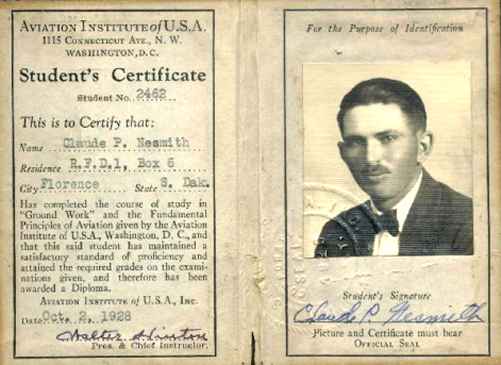 AVIATION INSTITUTE of U.S.A.
1115 CONNECTICUT AVE., N. W.
WASHINGTON, D.C.
Student's Certificate
Student No. 2462
This is to Certify that:
Name Claude P. Nesmith
Residence R.F.D.1, Box 6
City Florence State S. Dak.
Has completed the course of study in
"Ground Work" and the Fundamental
Principles of Aviation given by the Aviation
Institute of U.S.A., Washington, D. C., and
that this said student has maintained a
satisfactory standard of proficiency and
attained the required grades on the exami-
nations given, and therefore has been
awarded a Diploma.
AVIATION INSTITUTE OF U.S.A., INC.
Date Oct. 2, 1928
Walter Hinton
Pres. & Chief Instructor.
For the Purpose of Identification
Student's Signature
Claude P. Nesmith
Picture and Certificate must bear
OFFICIAL SEAL